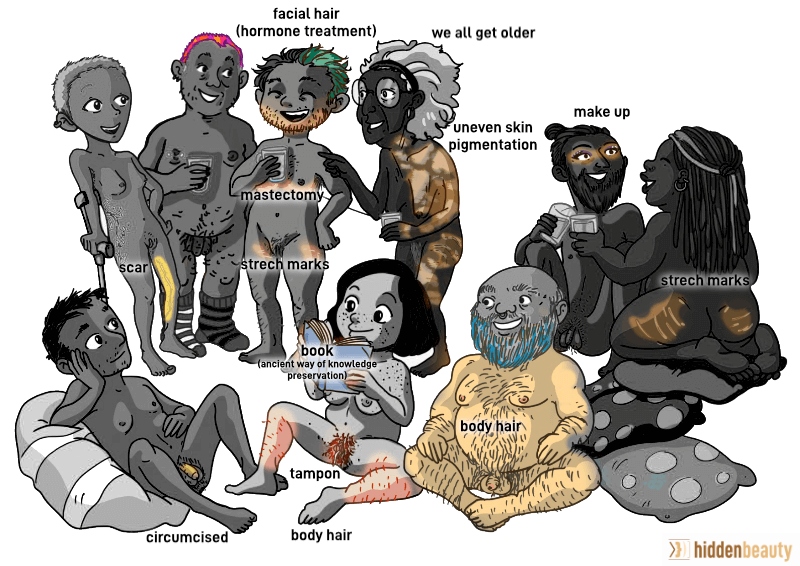 facial hair
(hormone treatment)
we all get older
uneven skin
pigmentation
make up
mastectomy
scar
strech marks
strech marks
book
(ancient way of knowledge
preservation)
body hair
tampon
circumcised
body hair
hiddenbeauty